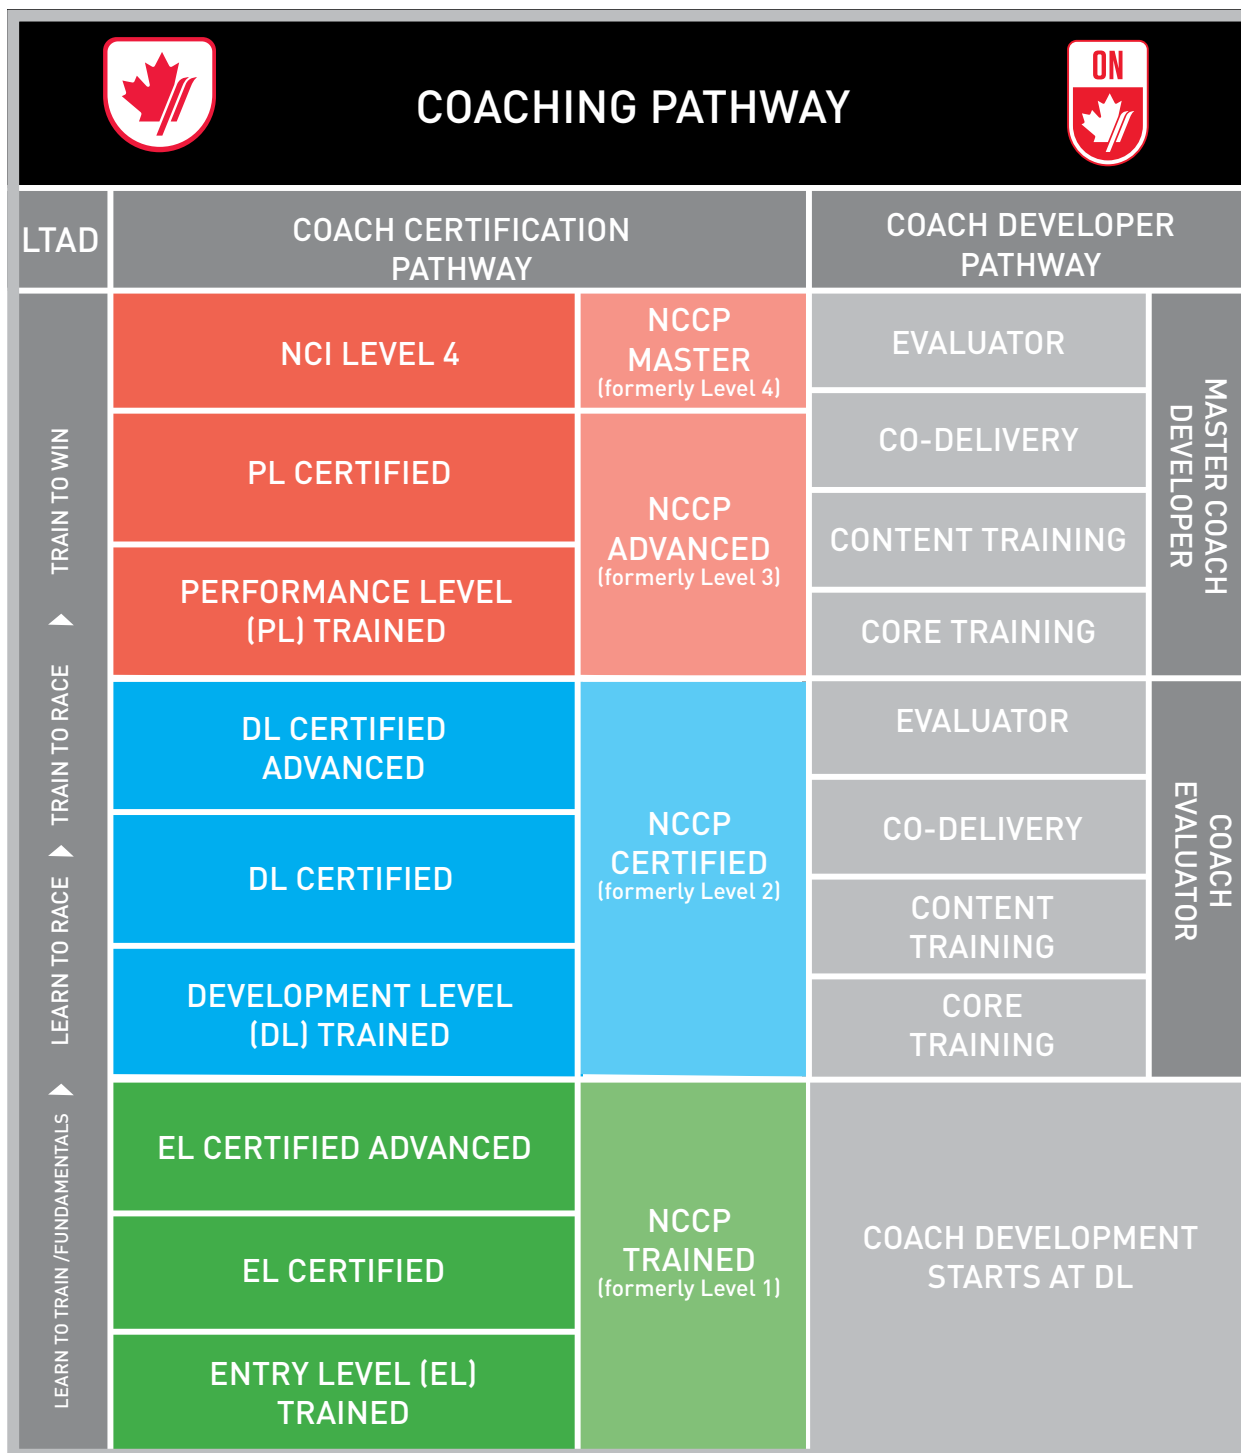 ON
COACHING PATHWAY
LTAD
COACH CERTIFICATION
PATHWAY
COACH DEVELOPER
PATHWAY
TRAIN TO WIN
TRAIN TO RACE
LEARN TO RACE
LEARN TO TRAIN /FUNDAMENTALS
NCI LEVEL 4
PL CERTIFIED
PERFORMANCE LEVEL
(PL) TRAINED
DL CERTIFIED
ADVANCED
DL CERTIFIED
DEVELOPMENT LEVEL
(DL) TRAINED
EL CERTIFIED ADVANCED
EL CERTIFIED
ENTRY LEVEL (EL)
TRAINED
NCCP
MASTER
(formerly Level 4)
NCCP
ADVANCED
(formerly Level 3)
NCCP
CERTIFIED
(formerly Level 2)
NCCP
TRAINED
(formerly Level 1)
EVALUATOR
CO-DELIVERY
CONTENT TRAINING
CORE TRAINING
MASTER COACH
DEVELOPER
EVALUATOR
CO-DELIVERY
CONTENT
TRAINING
CORE
TRAINING
COACH
EVALUATOR
COACH DEVELOPMENT
STARTS AT DL